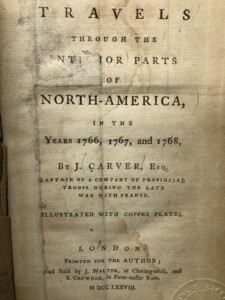 TRAVELS
THROUGH THE
INTERIOR PARTS
OF
NORTH-AMERICA,
IN THE
YEARS 1766, 1767, and 1768.
By J. CARVER, Esq.
CAPTAIN OF A COMPANY OF PROVINCIAL
TROOPS DURING THE LATE
WAR WITH FRANCE.
ILLUSTRATED WITH COPPER PLATES.
LONDON:
PRINTED FOR THE AUTHOR;
And Sold by J. WALTER, at Charing-cross, and
S. CROWDER, in Pater-noster Row.
M DCC LXXVIII.